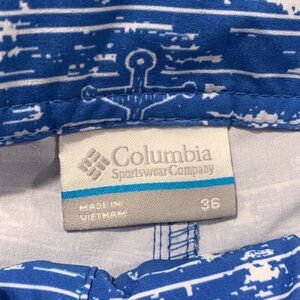 Columbia
Sportswear Company
MADE IN
VIETNAM
36